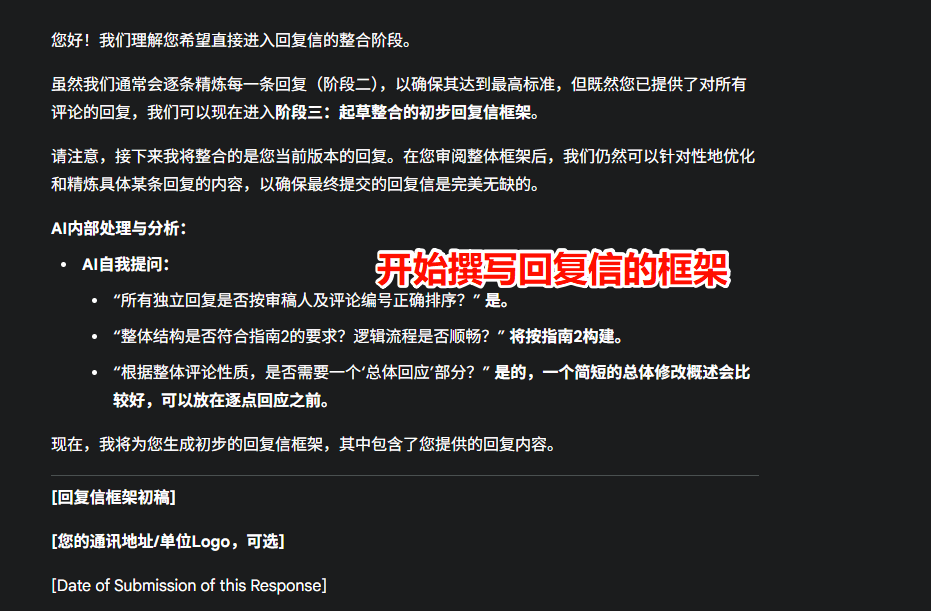 您好！我们理解您希望直接进入回复信的整合阶段。
虽然我们通常会逐条精炼每一条回复（阶段二），以确保其达到最高标准，但既然您已提供了对所有
评论的回复，我们可以现在进入阶段三：起草整合的初步回复信框架。
请注意，接下来我将整合的是您当前版本的回复。在您审阅整体框架后，我们仍然可以针对性地优化
和精炼具体某条回复的内容，以确保最终提交的回复信是完美无缺的。
AI内部处理与分析：
• AI自我提问：
开始撰写回复信的框架
• “所有独立回复是否按审稿人及评论编号正确排序？” 是。
• “整体结构是否符合指南2的要求？逻辑流程是否顺畅？” 将按指南2构建。
• “根据整体评论性质，是否需要一个‘总体回应’部分？” 是的，一个简短的总体修改概述会比
较好，可以放在逐点回应之前。
现在，我将为您生成初步的回复信框架，其中包含了您提供的回复内容。
[回复信框架初稿]
[您的通讯地址/单位Logo，可选]
[Date of Submission of this Response]